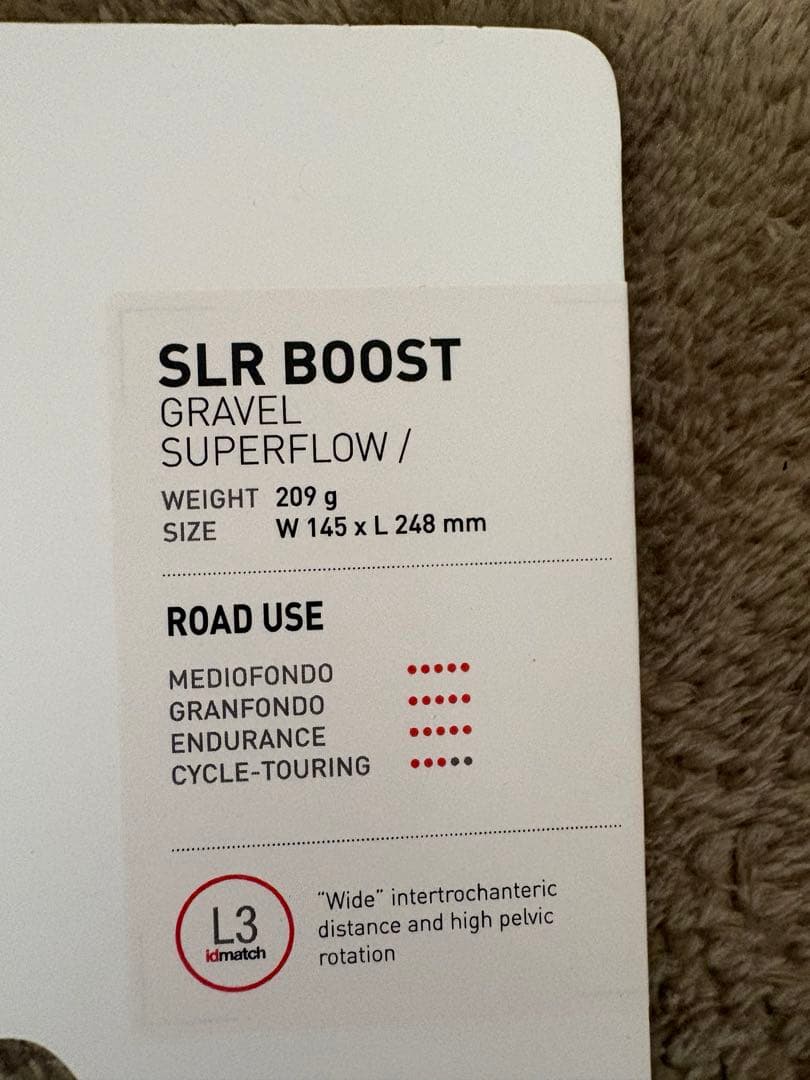 SLR BOOST
GRAVEL
SUPERFLOW /
WEIGHT 209 g
SIZE W 145 x L 248 mm
ROAD USE
MEDIOFONDO
GRANFONDO
ENDURANCE
CYCLE-TOURING
L3
idmatch
"Wide" intertrochanteric
distance and high pelvic
rotation